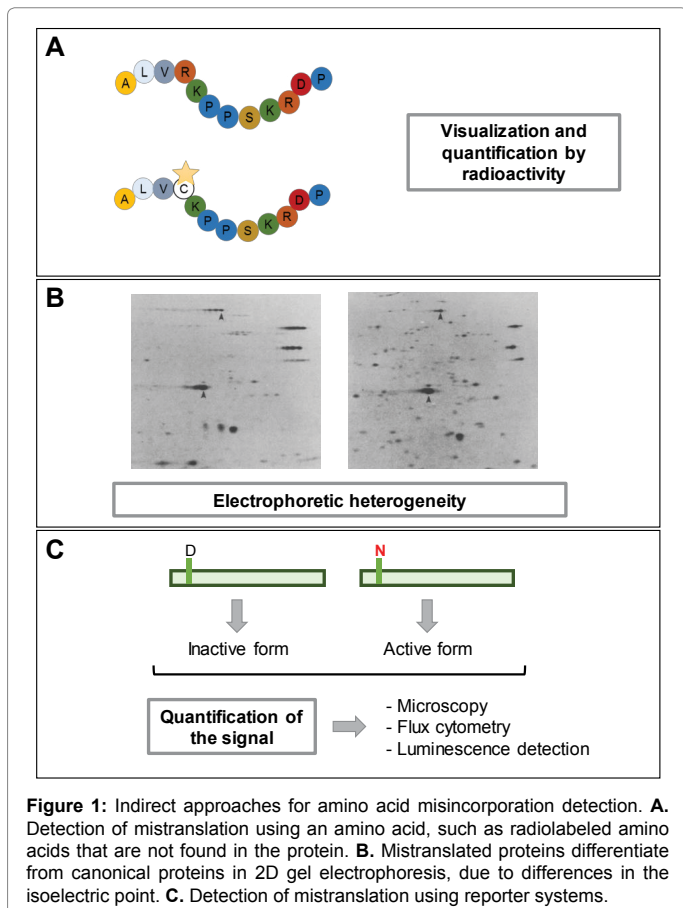 A
A L V R K P P S K R D P
A L V C K P P S K R D P
Visualization and
quantification by
radioactivity
B
Electrophoretic heterogeneity
C
D
N
Inactive form
Active form
Quantification of
the signal
- Microscopy
- Flux cytometry
- Luminescence detection
Figure 1: Indirect approaches for amino acid misincorporation detection. A.
Detection of mistranslation using an amino acid, such as radiolabeled amino
acids that are not found in the protein. B. Mistranslated proteins differentiate
from canonical proteins in 2D gel electrophoresis, due to differences in the
isoelectric point. C. Detection of mistranslation using reporter systems.